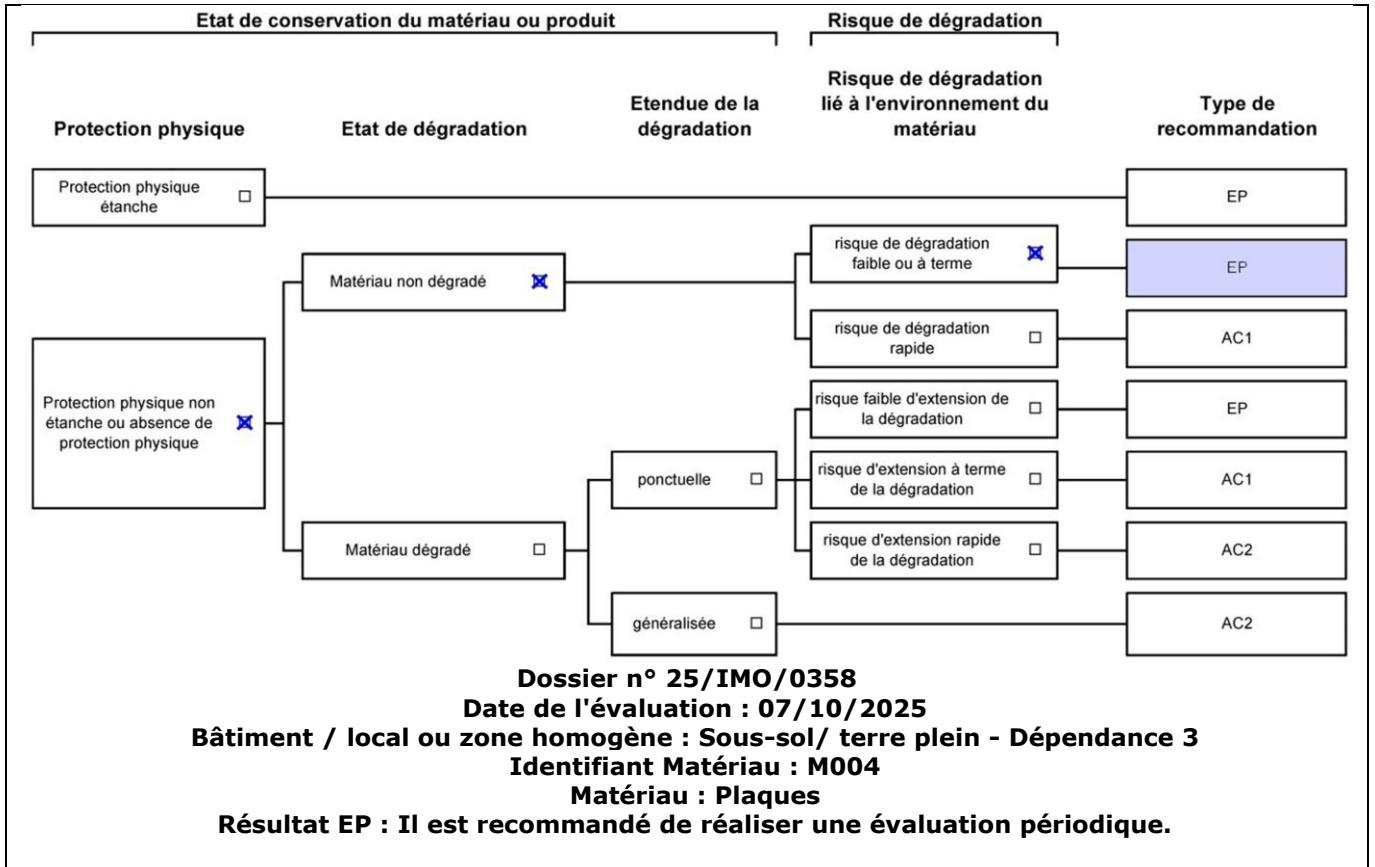 Etat de conservation du matériau ou produit
Risque de dégradation
Protection physique
Etat de dégradation
Etendue de la
dégradation
Risque de dégradation
lié à l'environnement du
matériau
Type de
recommandation
Protection physique
étanche
EP
risque de dégradation
faible ou à terme
EP
Matériau non dégradé
risque de dégradation
rapide
AC1
Protection physique non
étanche ou absence de
protection physique
risque faible d'extension de
la dégradation
EP
ponctuelle
risque d'extension à terme
de la dégradation
AC1
Matériau dégradé
risque d'extension rapide
de la dégradation
AC2
généralisée
AC2
Dossier n° 25/IMO/0358
Date de l'évaluation : 07/10/2025
Bâtiment / local ou zone homogène : Sous-sol/ terre plein - Dépendance 3
Identifiant Matériau : M004
Matériau : Plaques
Résultat EP : Il est recommandé de réaliser une évaluation périodique.